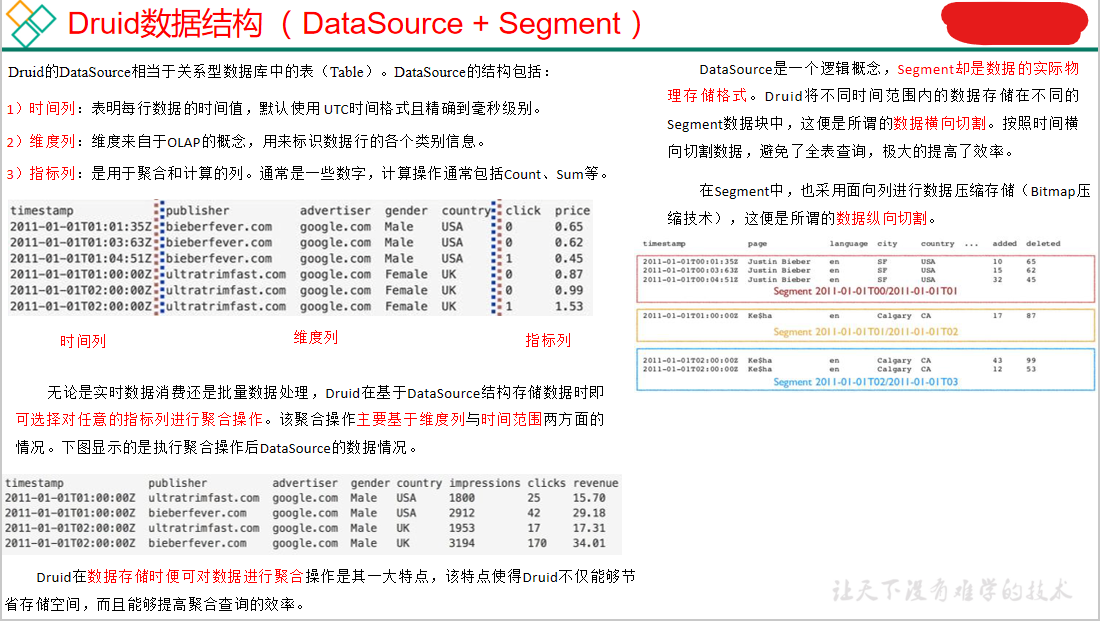 Druid数据结构（DataSource + Segment）
Druid的DataSource相当于关系型数据库中的表（Table）。DataSource的结构包括：
1）时间列：表明每行数据的时间值，默认使用 UTC时间格式且精确到毫秒级别。
2）维度列：维度来自于OLAP的概念，用来标识数据行的各个类别信息。
3）指标列：是用于聚合和计算的列。通常是一些数字，计算操作通常包括Count、Sum等。
timestamp publisher advertiser gender country click price
2011-01-01T01:01:35Z bieberfever.com google.com Male USA 0 0.65
2011-01-01T01:03:63Z bieberfever.com google.com Male USA 0 0.62
2011-01-01T01:04:51Z bieberfever.com google.com Male USA 1 0.45
2011-01-01T01:00:00Z ultratrimfast.com google.com Female UK 0 0.87
2011-01-01T02:00:00Z ultratrimfast.com google.com Female UK 0 0.99
2011-01-01T02:00:00Z ultratrimfast.com google.com Female UK 1 1.53
时间列 维度列 指标列
无论是实时数据消费还是批量数据处理，Druid在基于DataSource结构存储数据时即
可选择对任意的指标列进行聚合操作。该聚合操作主要基于维度列与时间范围两方面的
情况。下图显示的是执行聚合操作后DataSource的数据情况。
timestamp publisher advertiser gender country impressions clicks revenue
2011-01-01T01:00:00Z ultratrimfast.com google.com Male USA 1800 25 15.70
2011-01-01T01:00:00Z bieberfever.com google.com Male USA 2912 42 29.18
2011-01-01T02:00:00Z ultratrimfast.com google.com Male UK 1953 17 17.31
2011-01-01T02:00:00Z bieberfever.com google.com Male UK 3194 170 34.01
Druid在数据存储时便可对数据进行聚合操作是其一大特点，该特点使得Druid不仅能够节
省存储空间，而且能够提高聚合查询的效率。
DataSource是一个逻辑概念，Segment却是数据的实际物
理存储格式。Druid将不同时间范围内的数据存储在不同的
Segment数据块中，这便是所谓的数据横向切割。按照时间横
向切割数据，避免了全表查询，极大的提高了效率。
在Segment中，也采用面向列进行数据压缩存储（Bitmap压
缩技术），这便是所谓的数据纵向切割。
timestamp page language city country ... added deleted
2011-01-01T00:01:35Z Justin Bieber en SF USA 10 65
2011-01-01T00:03:63Z Justin Bieber en SF USA 15 62
2011-01-01T00:04:51Z Justin Bieber en SF USA 32 45
Segment 2011-01-01T00/2011-01-01T01
2011-01-01T01:00:00Z Ke$ha en Calgary CA 17 87
Segment 2011-01-01T01/2011-01-01T02
2011-01-01T02:00:00Z Ke$ha en Calgary CA 43 99
2011-01-01T02:00:00Z Ke$ha en Calgary CA 12 53
Segment 2011-01-01T02/2011-01-01T03
让天下没有难学的技术